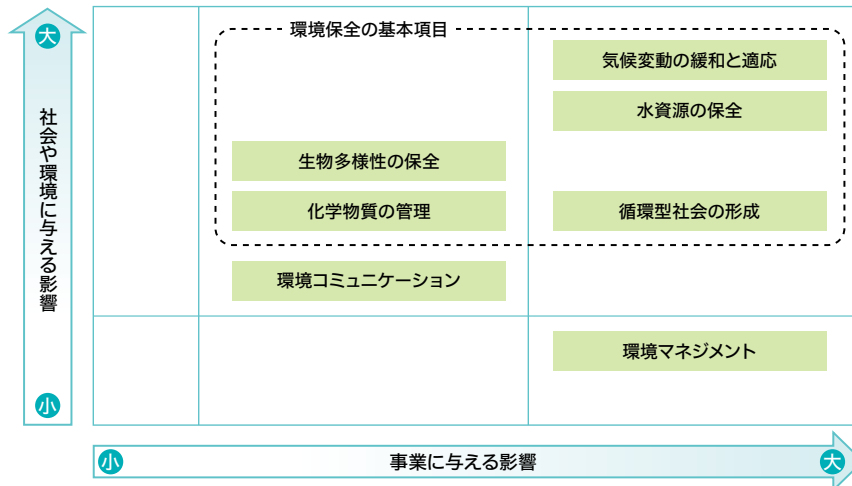 大
社会や環境に与える影響
小
環境保全の基本項目
気候変動の緩和と適応
水資源の保全
生物多様性の保全
化学物質の管理
循環型社会の形成
環境コミュニケーション
環境マネジメント
小
事業に与える影響
大